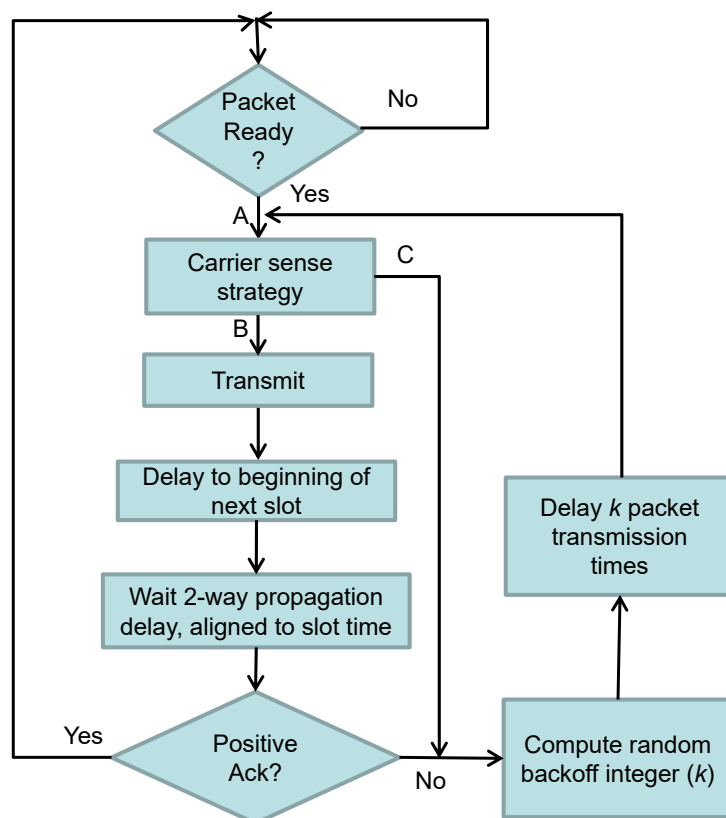 Packet
Ready
?
No
Yes
A
Carrier sense
strategy
C
B
Transmit
Delay to beginning of
next slot
Wait 2-way propagation
delay, aligned to slot time
Positive
Ack?
Yes
No
Compute random
backoff integer (k)
Delay k packet
transmission
times